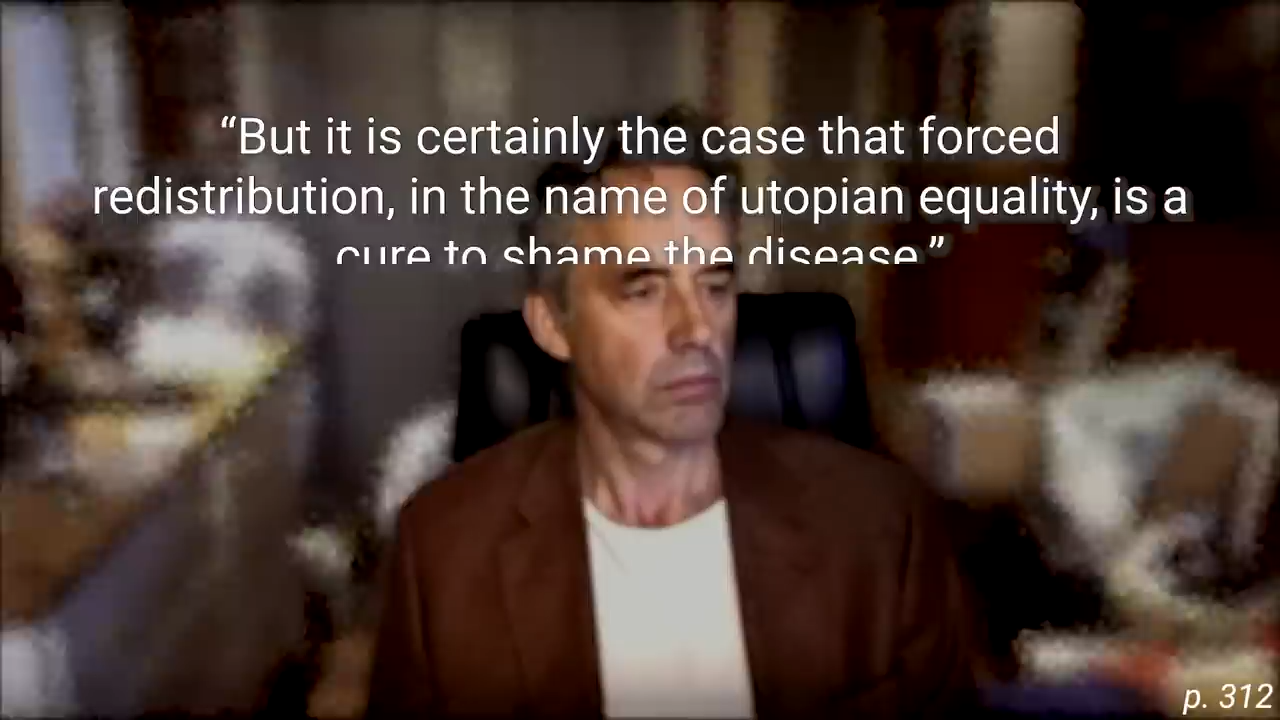 “But it is certainly the case that forced
redistribution, in the name of utopian equality, is a
cure to shame the disease.”
p. 312